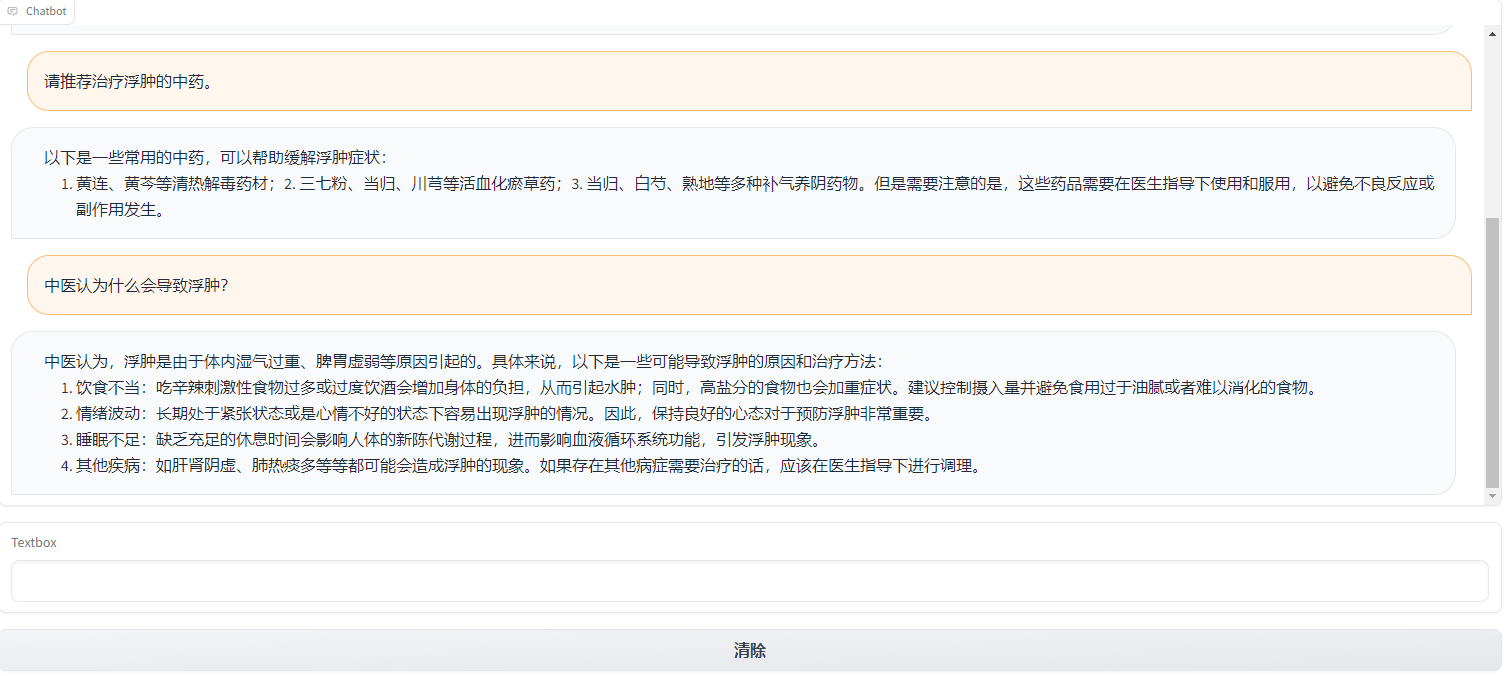 Chatbot
请推荐治疗浮肿的中药。
以下是一些常用的中药，可以帮助缓解浮肿症状：
1. 黄连、黄芩等清热解毒药材；2. 三七粉、当归、川芎等活血化瘀草药；3. 当归、白芍、熟地等多种补气养阴药物。但是需要注意的是，这些药品需要在医生指导下使用和服用，以避免不良反应或
副作用发生。
中医认为什么会导致浮肿？
中医认为，浮肿是由于体内湿气过重、脾胃虚弱等原因引起的。具体来说，以下是一些可能导致浮肿的原因和治疗方法：
1. 饮食不当：吃辛辣刺激性食物过多或过度饮酒会增加身体的负担，从而引起水肿；同时，高盐分的食物也会加重症状。建议控制摄入量并避免食用过于油腻或者难以消化的食物。
2. 情绪波动：长期处于紧张状态或是心情不好的状态下容易出现浮肿的情况。因此，保持良好的心态对于预防浮肿非常重要。
3. 睡眠不足：缺乏充足的休息时间会影响人体的新陈代谢过程，进而影响血液循环系统功能，引发浮肿现象。
4. 其他疾病：如肝肾阴虚、肺热痰多等等都可能会造成浮肿的现象。如果存在其他病症需要治疗的话，应该在医生指导下进行调理。
Textbox
清除